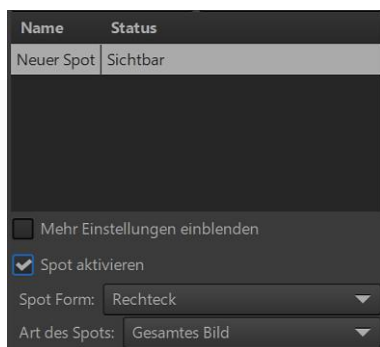 Name Status
Neuer Spot Sichtbar
Mehr Einstellungen einblenden
Spot aktivieren
Spot Form: Rechteck
Art des Spots: Gesamtes Bild